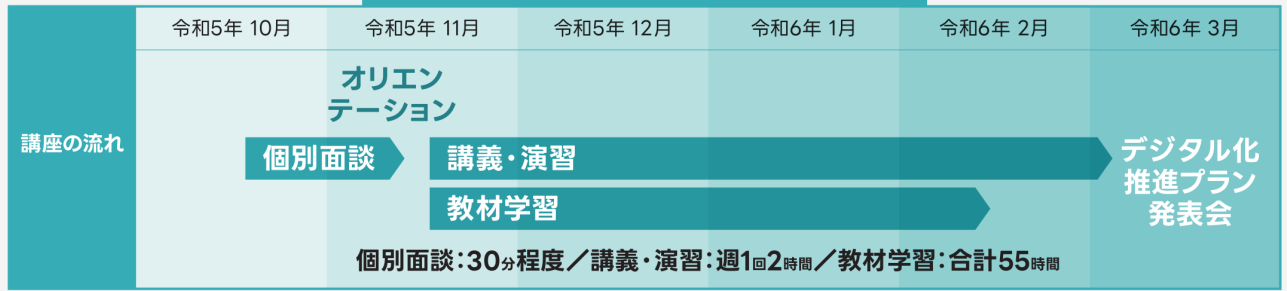 令和5年 10月
令和5年 11月
令和5年 12月
令和6年 1月
令和6年 2月
令和6年 3月
講座の流れ
オリエン
テーション
個別面談
講義・演習
教材学習
デジタル化
推進プラン
発表会
個別面談：30分程度／講義・演習：週1回2時間／教材学習：合計55時間